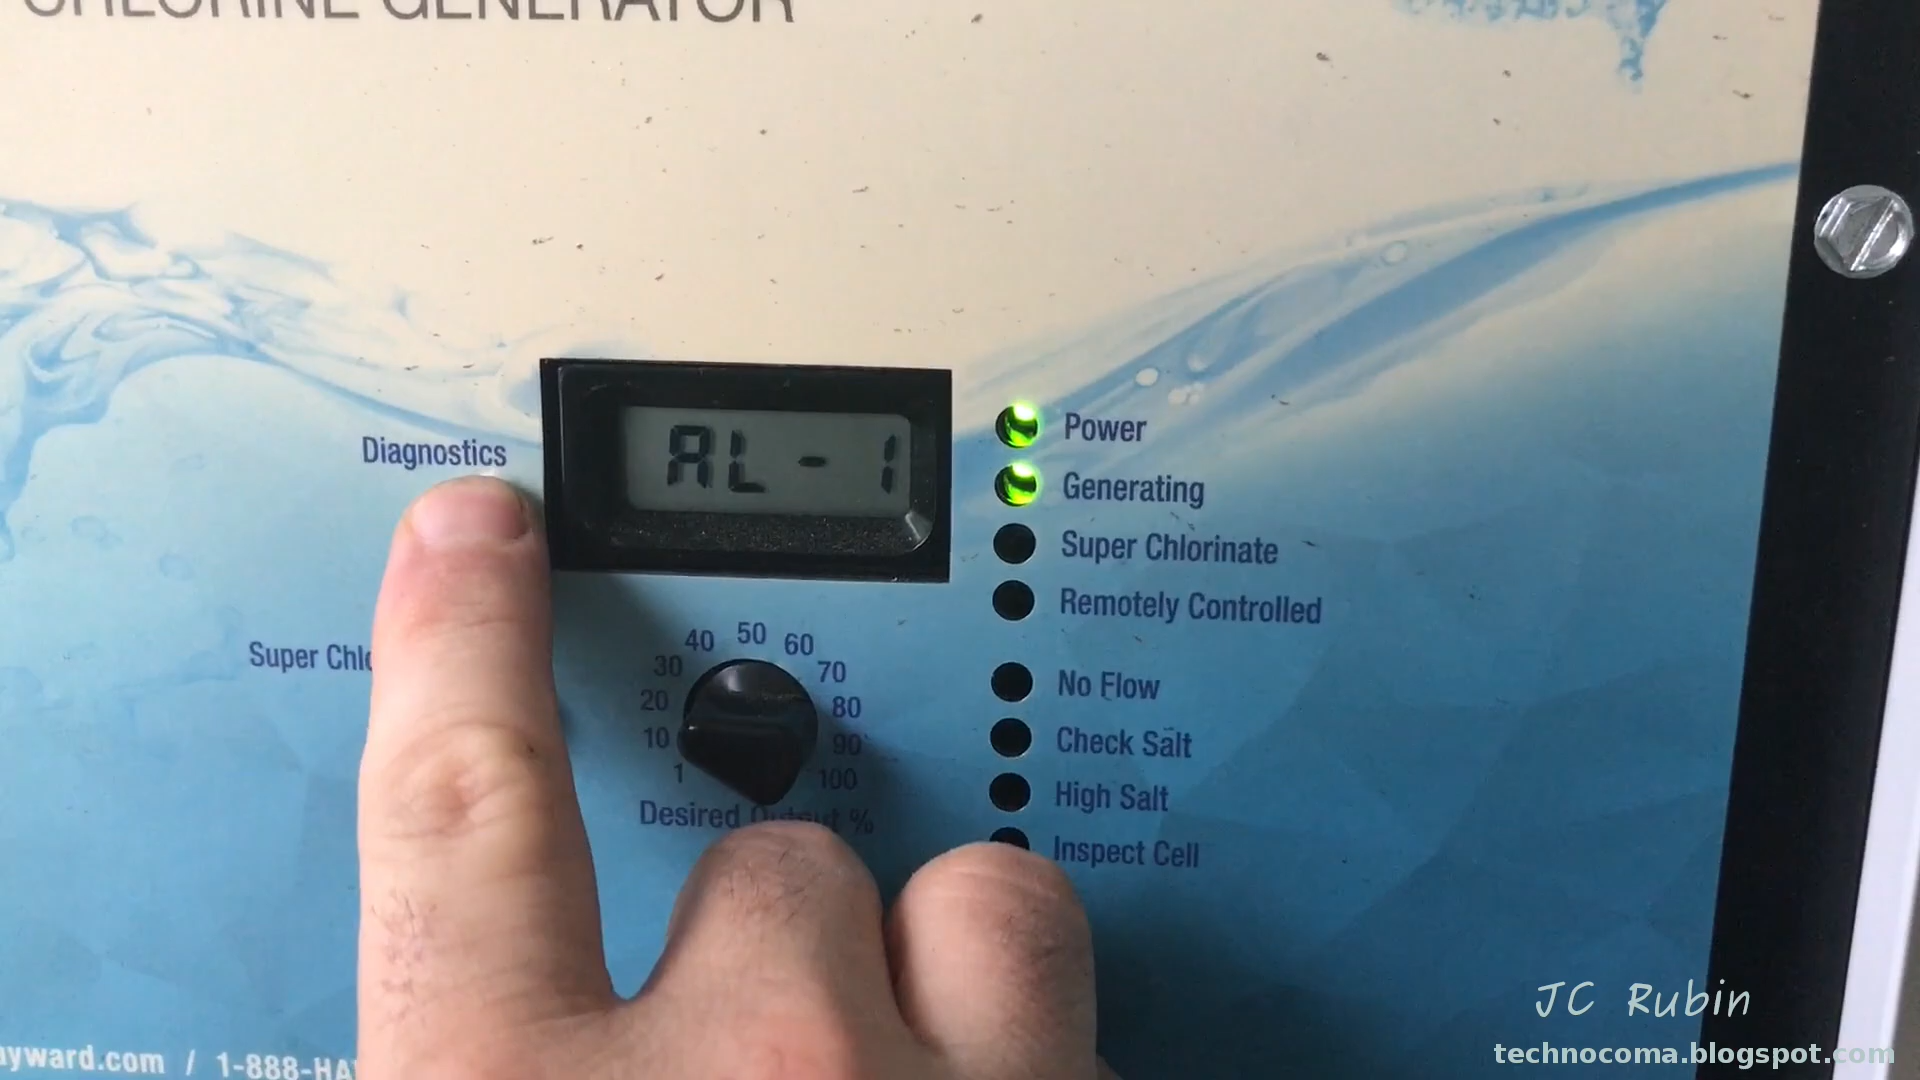 CHLORINE GENERATOR
Diagnostics
AL-1
Power
Generating
Super Chlorinate
Remotely Controlled
Super Chlo
40 50 60
30 70
20 80
10 90
1 100
Desired Output %
No Flow
Check Salt
High Salt
Inspect Cell
ayward.com / 1-888-HA
JC Rubin
technocoma.blogspot.com